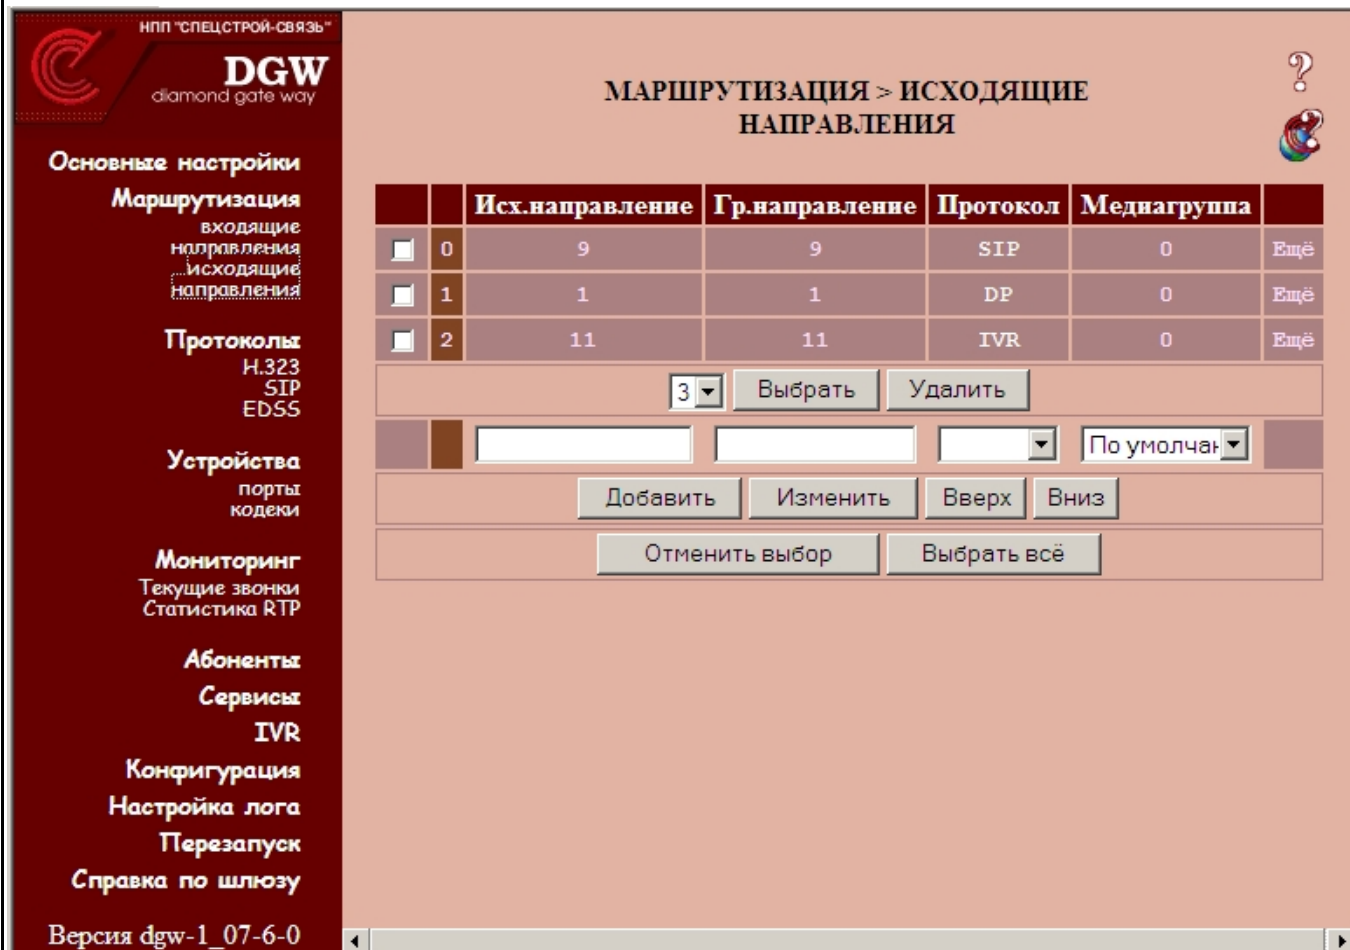 НПП "СПЕЦСТРОЙ-СВЯЗЬ"
DGW
diamond gate way
Основные настройки
Маршрутизация
входящие
направления
исходящие
направления
Протоколы
H.323
SIP
EDSS
Устройства
порты
кодеки
Мониторинг
Текущие звонки
Статистика RTP
Абоненты
Сервисы
IVR
Конфигурация
Настройка лога
Перезапуск
Справка по шлюзу
Версия dgw-1_07-6-0
МАРШРУТИЗАЦИЯ > ИСХОДЯЩИЕ
НАПРАВЛЕНИЯ
?
Исх.направление Гр.направление Протокол Медиагруппа
0 9 9 SIP 0 Ещё
1 1 1 DP 0 Ещё
2 11 11 IVR 0 Ещё
3 Выбрать Удалить
По умолчан
Добавить Изменить Вверх Вниз
Отменить выбор Выбрать всё